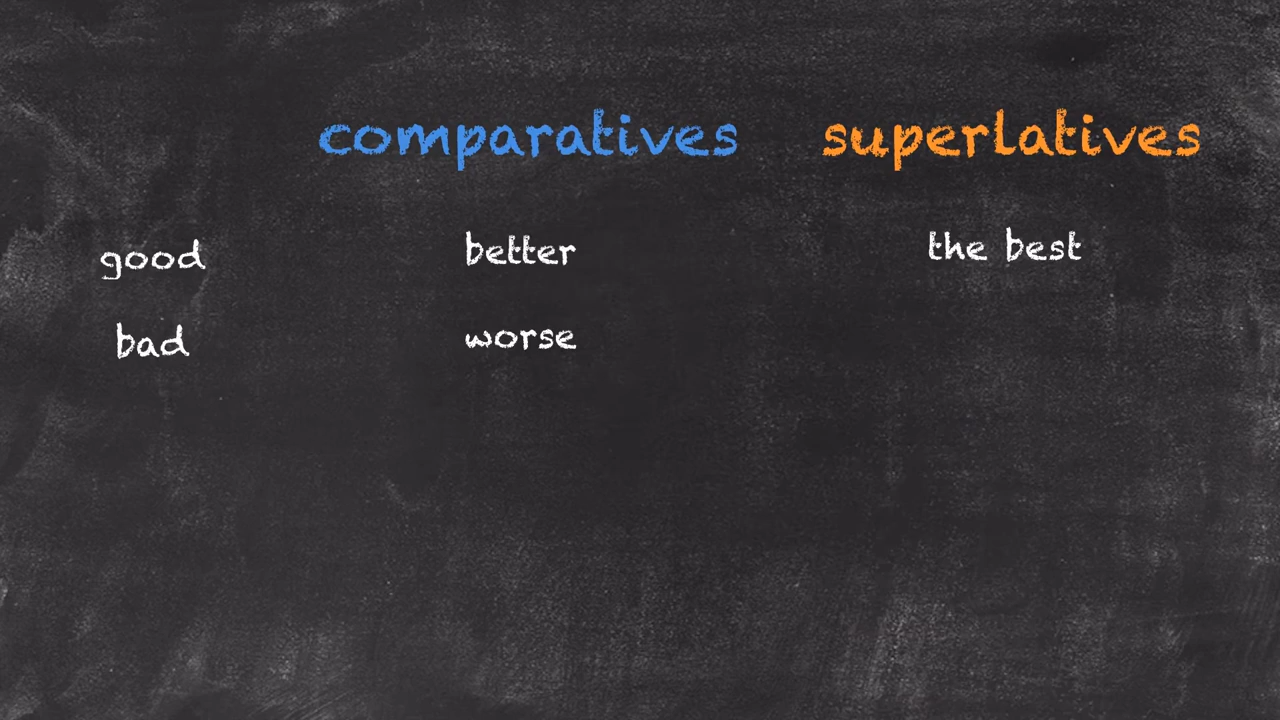 comparatives superlatives
good better the best
bad worse